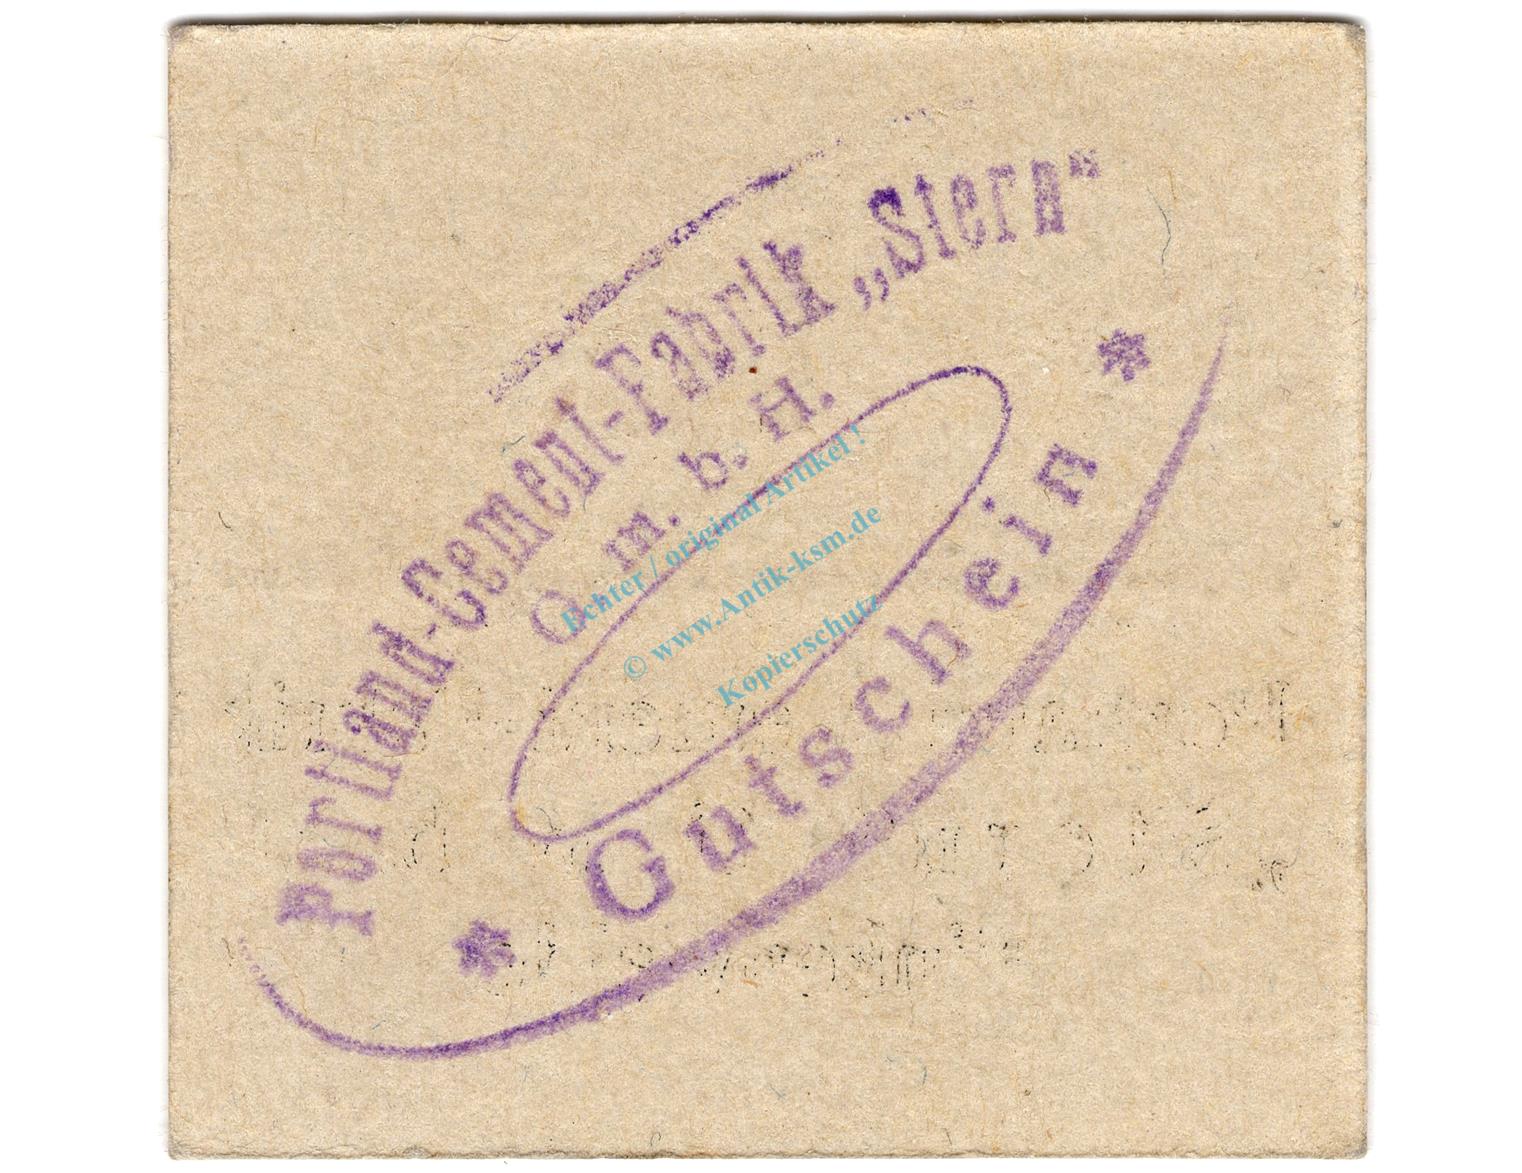 Portland-Cement-Fabrik „Stern“
G. m. b. H.
* Gutschein *
Echter / original Artikel !
© www.Antik-ksm.de
Kopierschutz